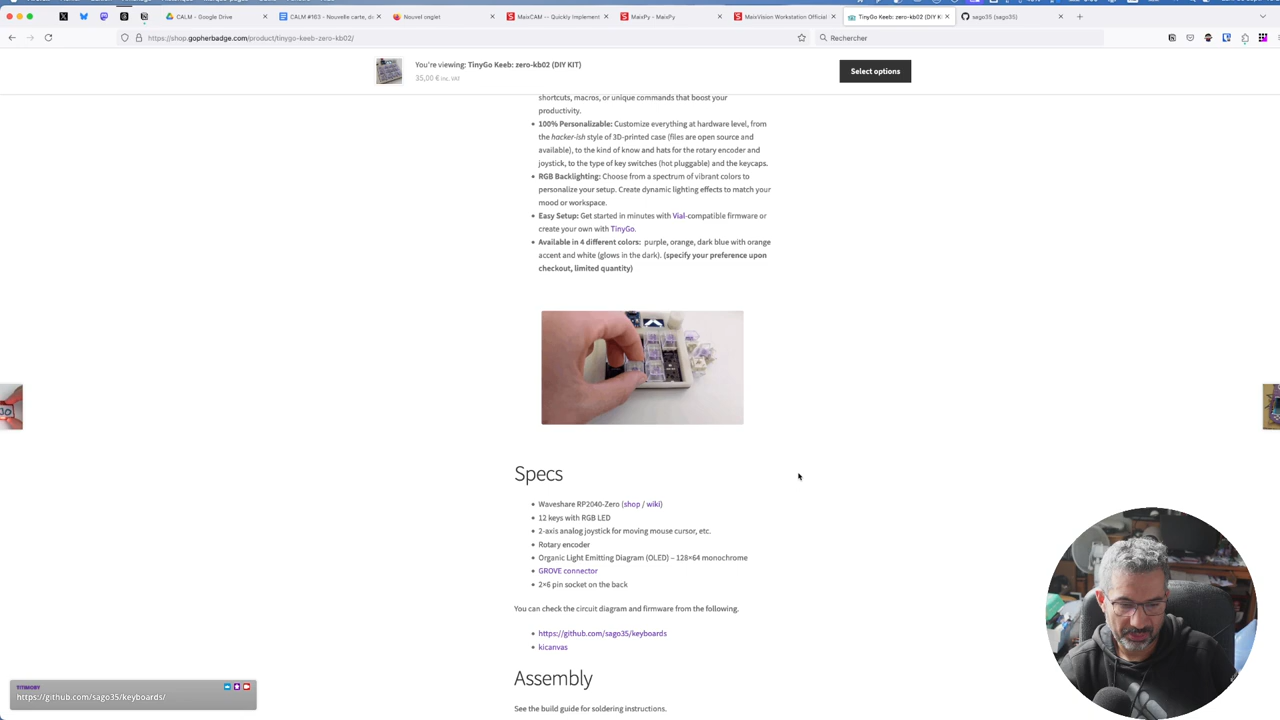 CALM - Google Drive
CALM #163 - Nouvelle carte, do
Nouvel onglet
MaixCAM -- Quickly Implement
MaixPy - MaixPy
MaixVision Workstation Official
TinyGo Keeb: zero-kb02 (DIY K
sago35 (sago35)
https://shop.gopherbadge.com/product/tinygo-keeb-zero-kb02/
Rechercher
You're viewing: TinyGo Keeb: zero-kb02 (DIY KIT)
35,00 € inc. VAT
Select options
shortcuts, macros, or unique commands that boost your
productivity.
100% Personalizable: Customize everything at hardware level, from
the hacker-ish style of 3D-printed case (files are open source and
available), to the kind of know and hats for the rotary encoder and
joystick, to the type of key switches (hot pluggable) and the keycaps.
RGB Backlighting: Choose from a spectrum of vibrant colors to
personalize your setup. Create dynamic lighting effects to match your
mood or workspace.
Easy Setup: Get started in minutes with Vial-compatible firmware or
create your own with TinyGo.
Available in 4 different colors: purple, orange, dark blue with orange
accent and white (glows in the dark). (specify your preference upon
checkout, limited quantity)
Specs
Waveshare RP2040-Zero (shop / wiki)
12 keys with RGB LED
2-axis analog joystick for moving mouse cursor, etc.
Rotary encoder
Organic Light Emitting Diagram (OLED) – 128×64 monochrome
GROVE connector
2×6 pin socket on the back
You can check the circuit diagram and firmware from the following.
https://github.com/sago35/keyboards
kicanvas
Assembly
See the build guide for soldering instructions.
TITIMOBY
https://github.com/sago35/keyboards/